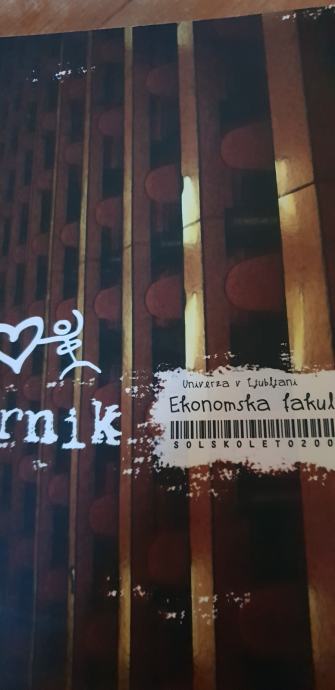 Univerza v Ljubljani
Ekonomska fakul
rnik
SOLSKOLETO200